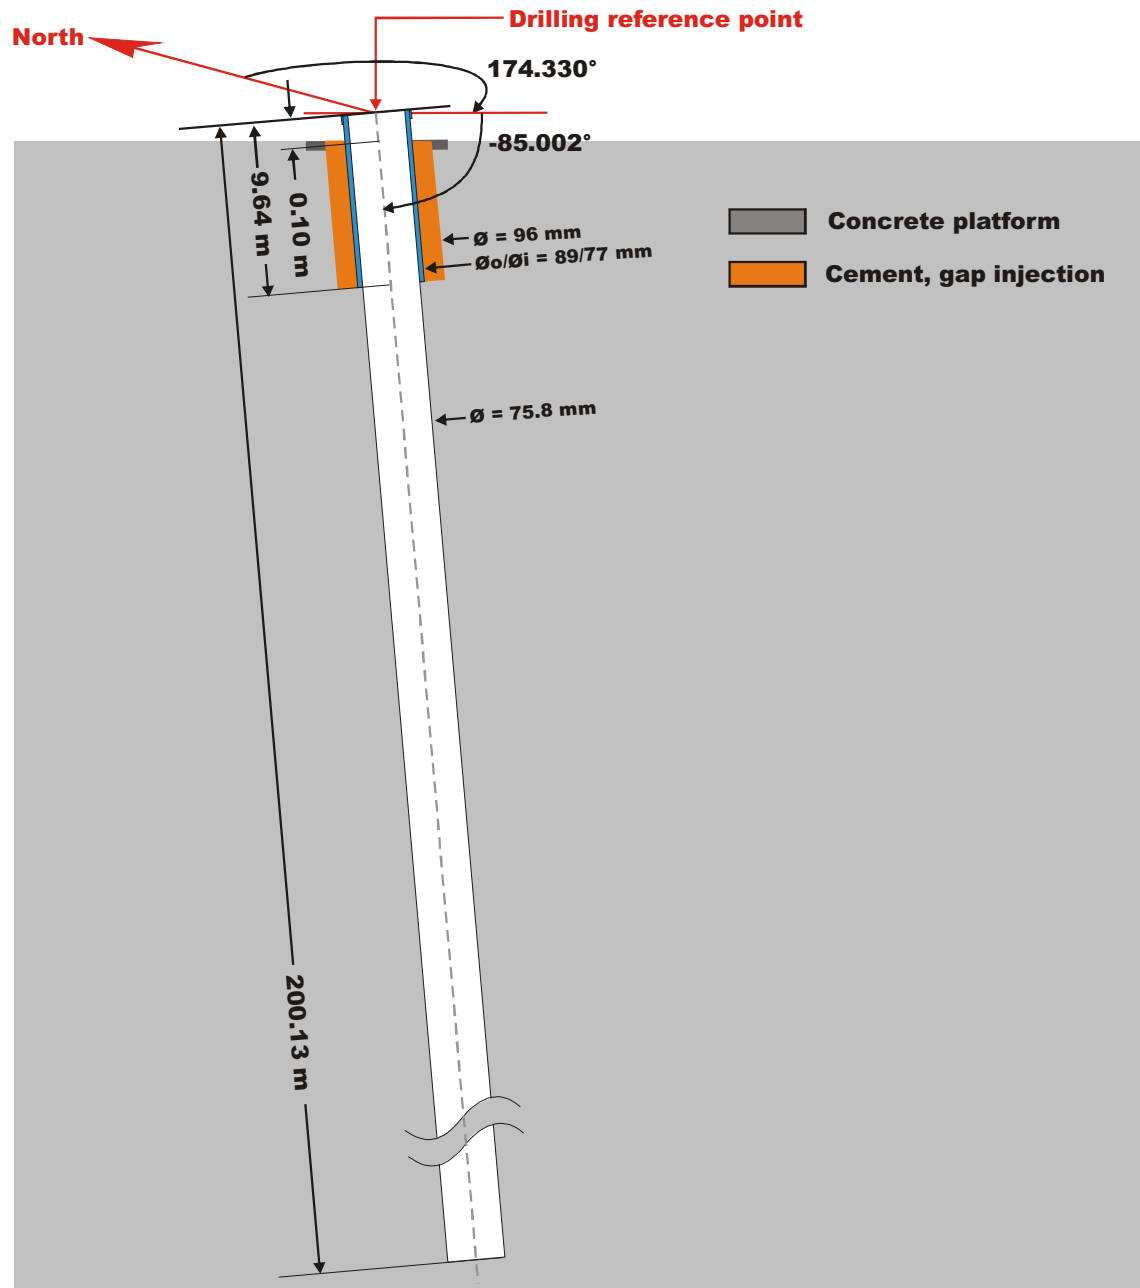 Drilling reference point
North
174.330°
-85.002°
9.64 m
0.10 m
Ø = 96 mm
Øo/Øi = 89/77 mm
Concrete platform
Cement, gap injection
Ø = 75.8 mm
200.13 m